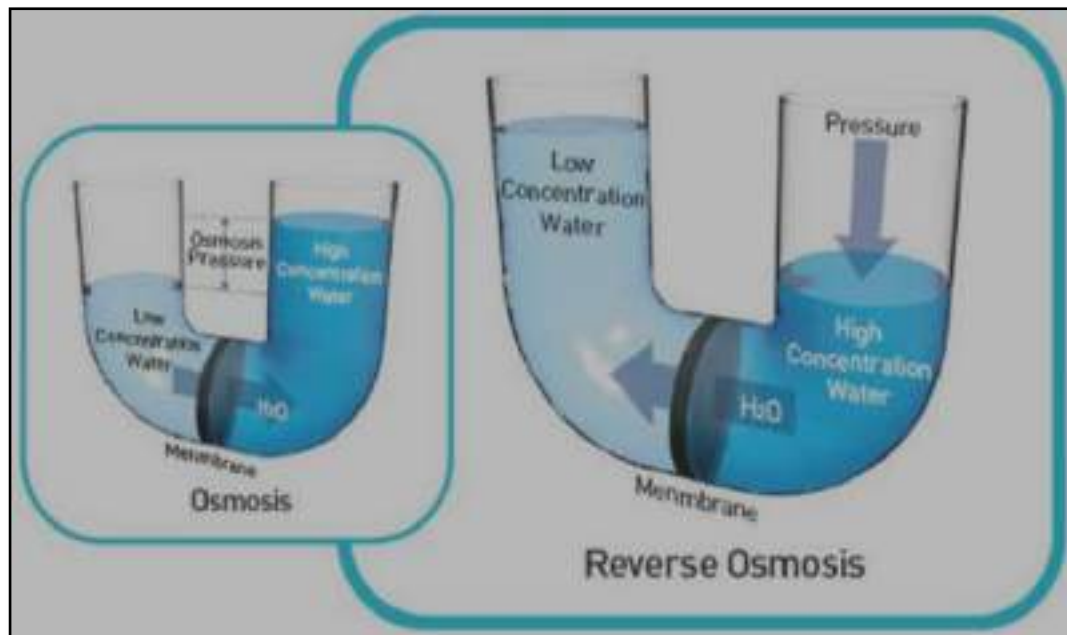 Osmosis
Pressure
High
Concentration
Water
Low
Concentration
Water
H₂O
Menmbrane
Osmosis
Low
Concentration
Water
Pressure
High
Concentration
Water
H₂O
Menmbrane
Reverse Osmosis